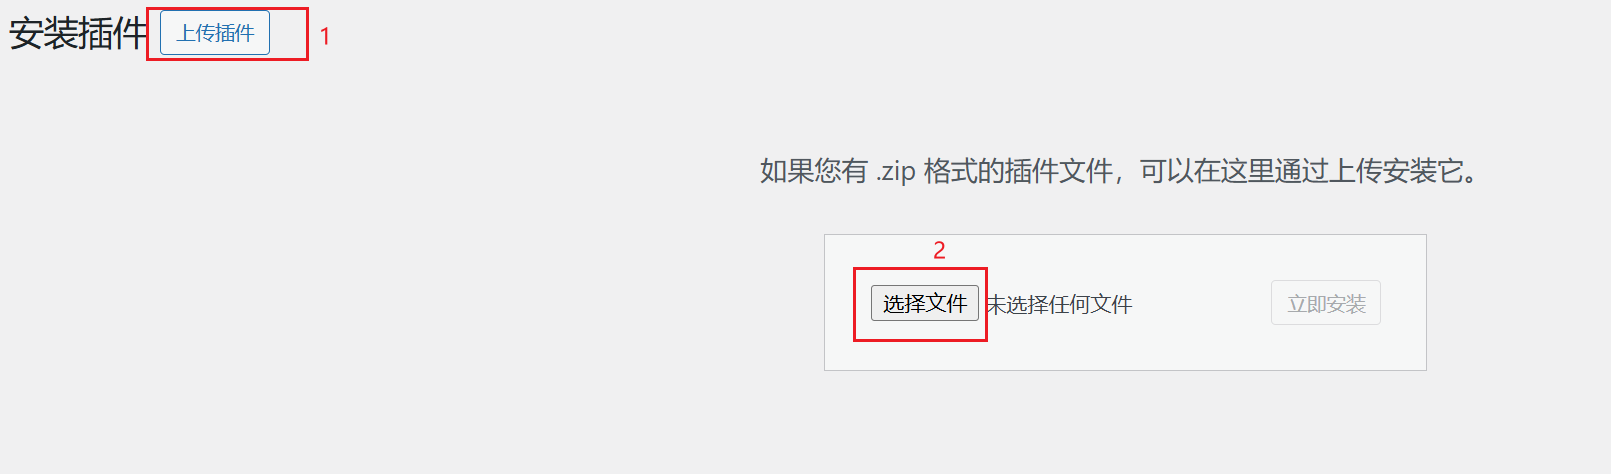 安装插件 上传插件 1
如果您有 .zip 格式的插件文件，可以在这里通过上传安装它。
2
选择文件 未选择任何文件 立即安装